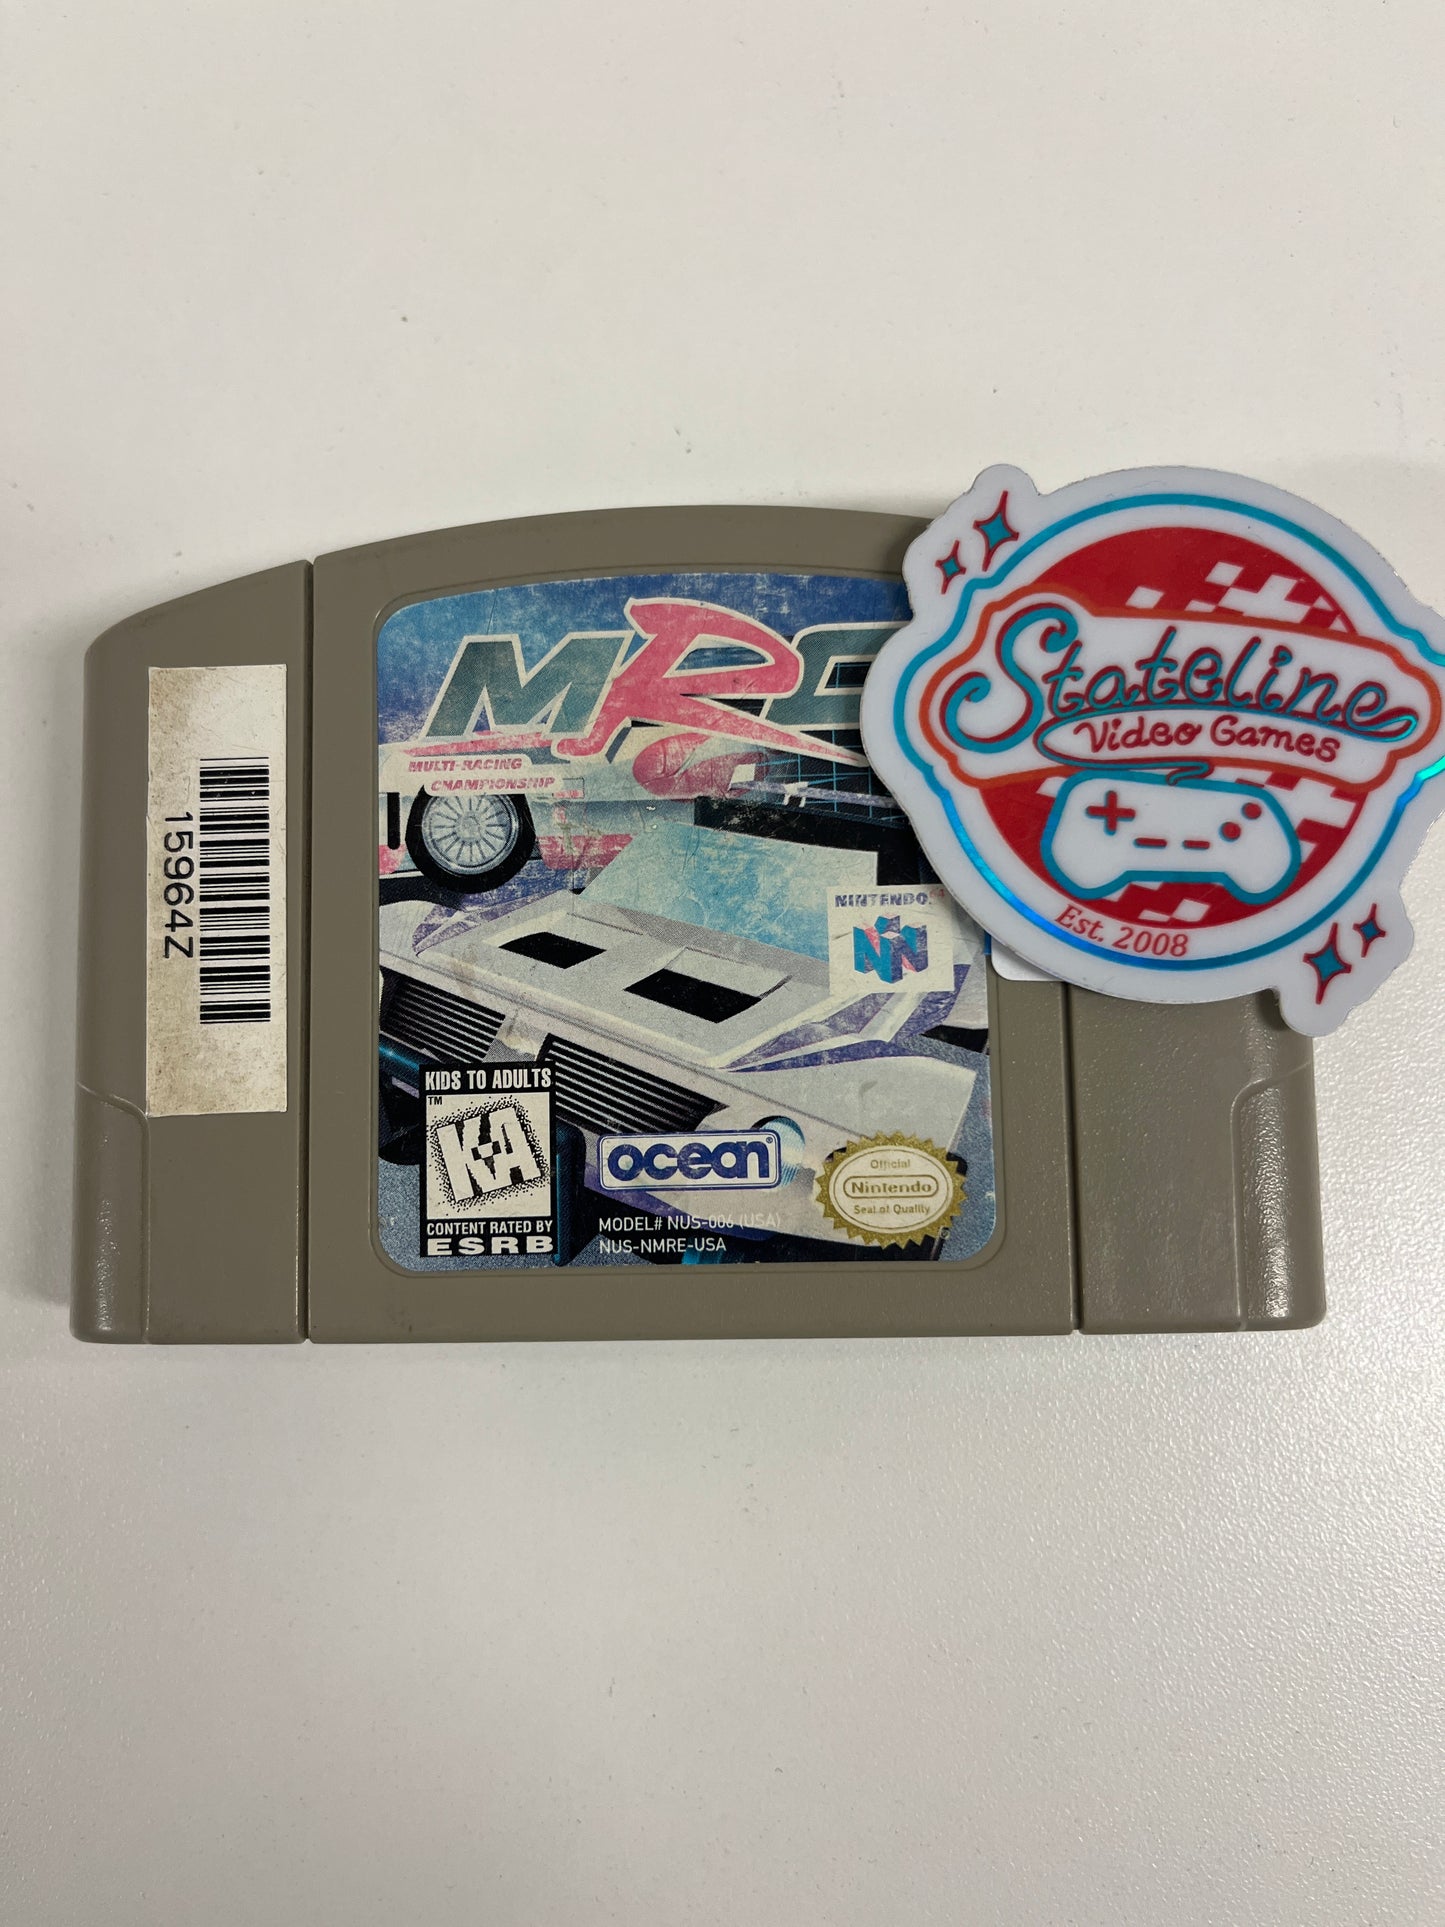 15964Z
MRC
MULTI-RACING
CHAMPIONSHIP
NINTENDO 64
KIDS TO ADULTS
TM
K-A
CONTENT RATED BY
ESRB
ocean®
MODEL# NUS-006 (USA)
NUS-NMRE-USA
Official
Nintendo
Seal of Quality
Stateline
Video Games
Est. 2008